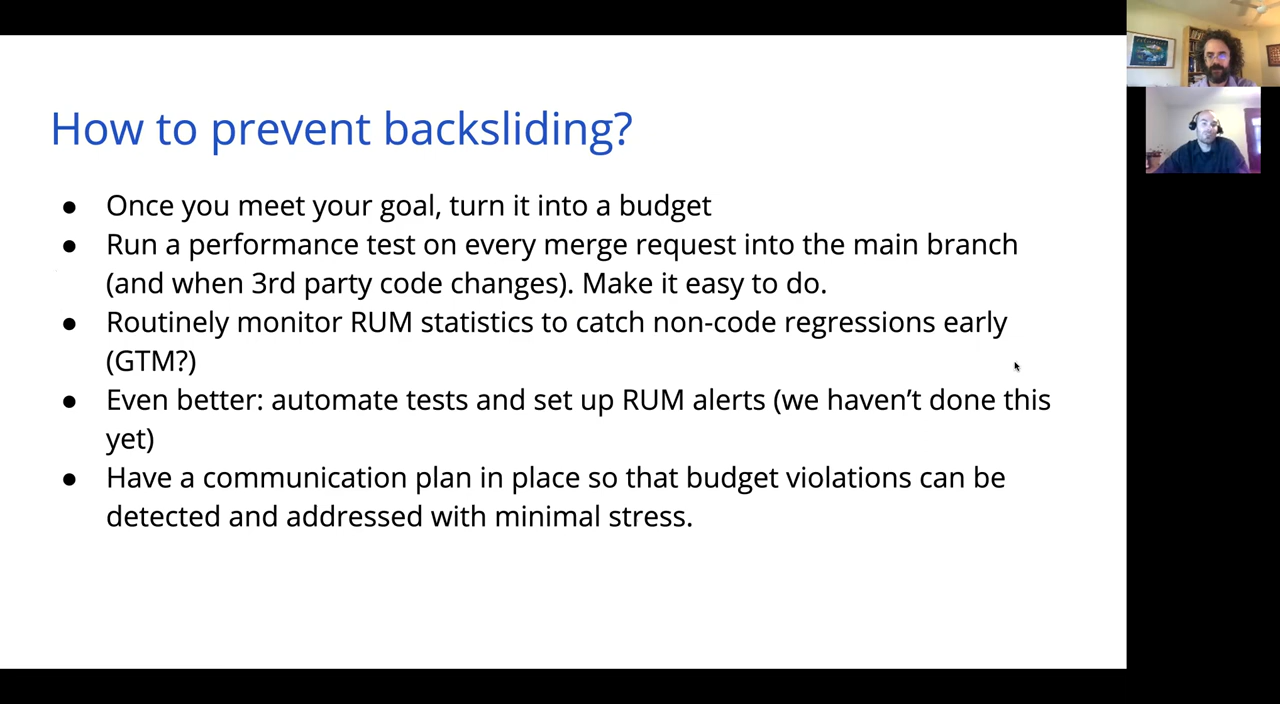 How to prevent backsliding?
● Once you meet your goal, turn it into a budget
● Run a performance test on every merge request into the main branch
(and when 3rd party code changes). Make it easy to do.
● Routinely monitor RUM statistics to catch non-code regressions early
(GTM?)
● Even better: automate tests and set up RUM alerts (we haven’t done this
yet)
● Have a communication plan in place so that budget violations can be
detected and addressed with minimal stress.